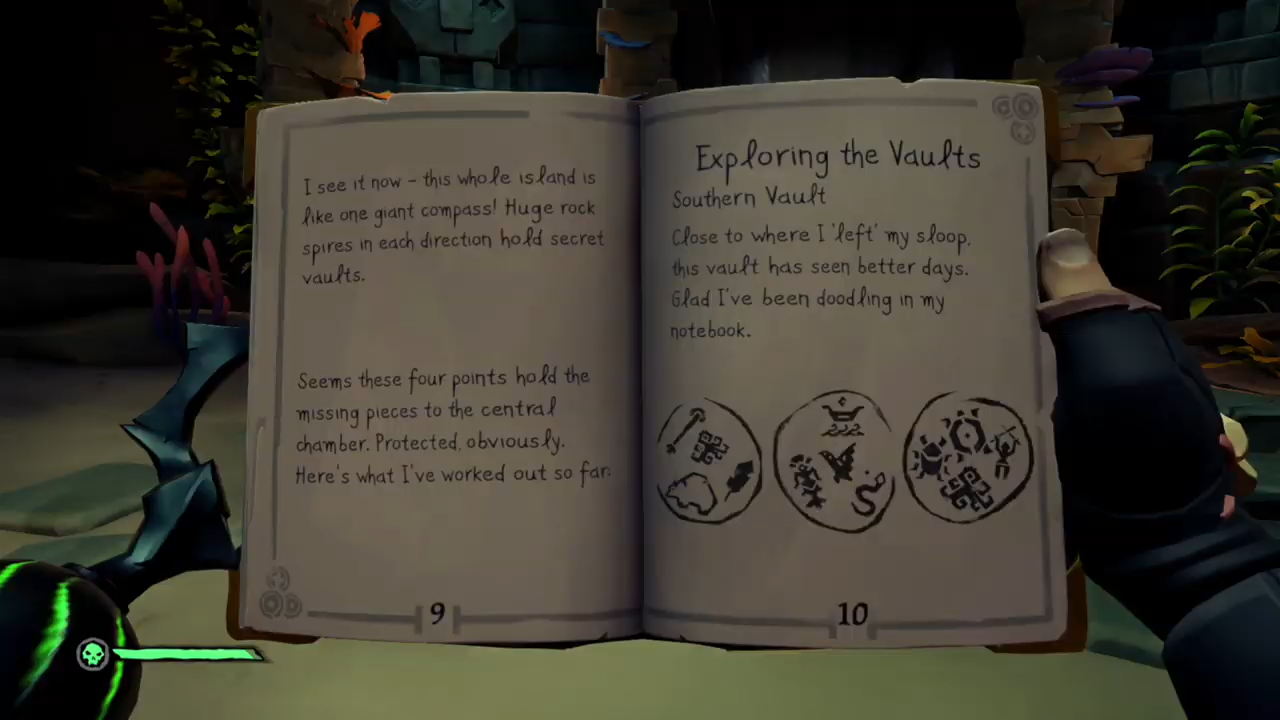 I see it now - this whole island is
like one giant compass! Huge rock
spires in each direction hold secret
vaults.
Seems these four points hold the
missing pieces to the central
chamber. Protected, obviously.
Here's what I've worked out so far:
9
Exploring the Vaults
Southern Vault
Close to where I 'left' my sloop,
this vault has seen better days.
Glad I've been doodling in my
notebook.
10